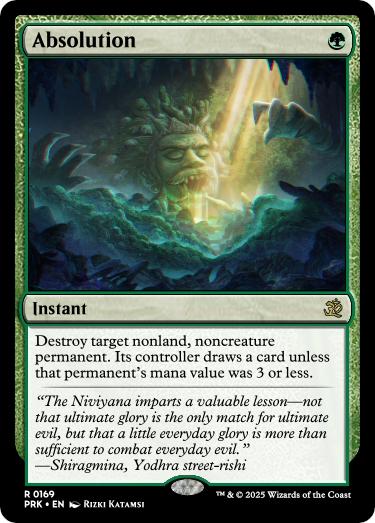 Absolution
Instant
Destroy target nonland, noncreature
permanent. Its controller draws a card unless
that permanent's mana value was 3 or less.
“The Niviyana imparts a valuable lesson—not
that ultimate glory is the only match for ultimate
evil, but that a little everyday glory is more than
sufficient to combat everyday evil.”
—Shiragmina, Yodhra street-rishi
R 0169
PRK • EN Rizki Katamsi
™ & © 2025 Wizards of the Coast